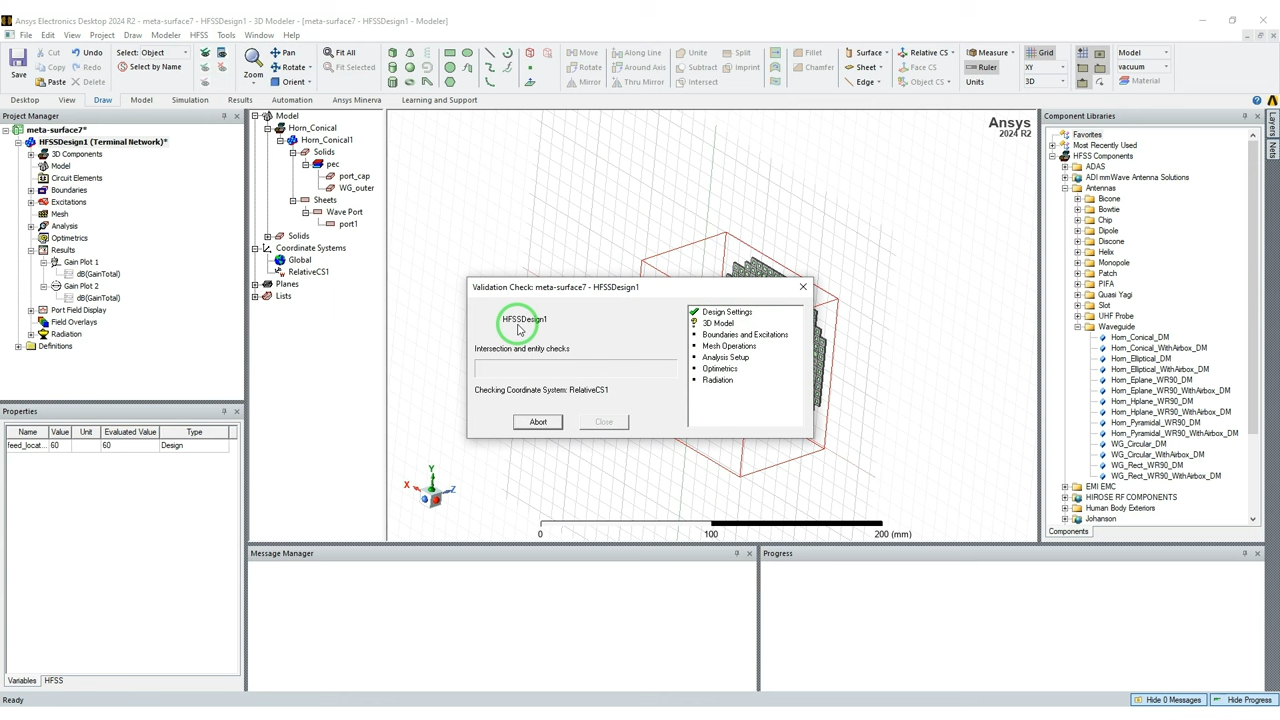 Ansys Electronics Desktop 2024 R2 - meta-surface7 - HFSSDesign1 - 3D Modeler - [meta-surface7 - HFSSDesign1 - Modeler]
File Edit View Project Draw Modeler HFSS Tools Window Help
Save
Cut Undo
Copy Redo
Paste Delete
Select: Object
Select by Name
Zoom
Pan
Rotate
Orient
Fit All
Fit Selected
Move Along Line Unite Split Fillet
Rotate Around Axis Subtract Imprint Chamfer
Mirror Thru Mirror Intersect
Surface
Sheet
Edge
Relative CS
Face CS
Object CS
Measure
Ruler
Units
Grid
XY
3D
Model
vacuum
Material
Desktop View Draw Model Simulation Results Automation Ansys Minerva Learning and Support
Project Manager
meta-surface7*
HFSSDesign1 (Terminal Network)*
3D Components
Model
Circuit Elements
Boundaries
Excitations
Mesh
Analysis
Optimetrics
Results
Gain Plot 1
dB(GainTotal)
Gain Plot 2
dB(GainTotal)
Port Field Display
Field Overlays
Radiation
Definitions
Properties
Name Value Unit Evaluated Value Type
feed_locat... 60 60 Design
Variables HFSS
Model
Horn_Conical
Horn_Conical1
Solids
pec
port_cap
WG_outer
Sheets
Wave Port
port1
Solids
Coordinate Systems
Global
RelativeCS1
Planes
Lists
Ansys
2024 R2
Validation Check: meta-surface7 - HFSSDesign1
HFSSDesign1
Intersection and entity checks
Checking Coordinate System: RelativeCS1
Abort Close
Design Settings
3D Model
Boundaries and Excitations
Mesh Operations
Analysis Setup
Optimetrics
Radiation
Y
X
Z
0 100 200 (mm)
Component Libraries
Favorites
Most Recently Used
HFSS Components
ADAS
ADI mmWave Antenna Solutions
Antennas
Bicone
Bowtie
Chip
Dipole
Discone
Helix
Monopole
Patch
PIFA
Quasi Yagi
Slot
UHF Probe
Waveguide
Horn_Conical_DM
Horn_Conical_WithAirbox_DM
Horn_Elliptical_DM
Horn_Elliptical_WithAirbox_DM
Horn_Eplane_WR90_DM
Horn_Eplane_WR90_WithAirbox_DM
Horn_Hplane_WR90_DM
Horn_Hplane_WR90_WithAirbox_DM
Horn_Pyramidal_WR90_DM
Horn_Pyramidal_WR90_WithAirbox_DM
WG_Circular_DM
WG_Circular_WithAirbox_DM
WG_Rect_WR90_DM
WG_Rect_WR90_WithAirbox_DM
EMI EMC
HIROSE RF COMPONENTS
Human Body Exteriors
Johanson
Components
Layers
Nets
Message Manager
Progress
Ready
Hide 0 Messages Hide Progress